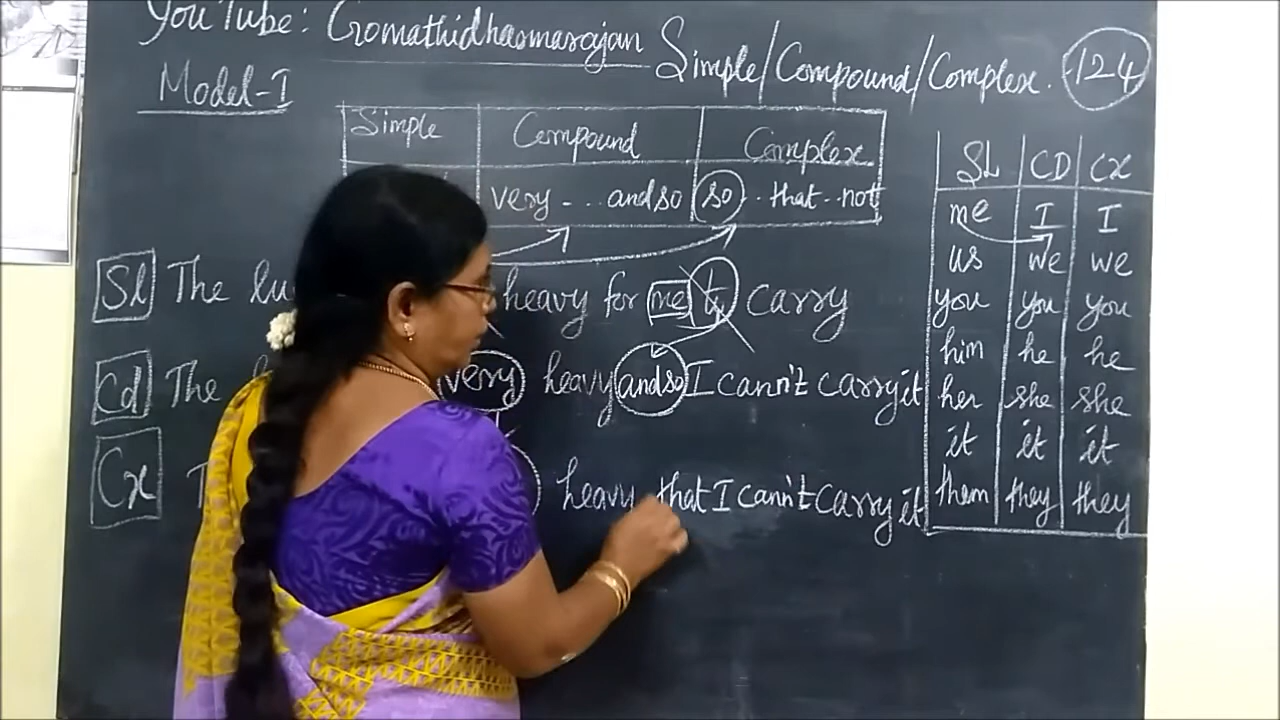 YouTube: Gomathidharmarajan
Simple/Compound/Complex. 124
Model-I
Simple Compound Complex
very ... and so so .. that .. not
Sl The lu heavy for me to carry
Cd The very heavy and so I cann't carry it
Cx heavy that I cann't carry it
SL CD CX
me I I
us we we
you you you
him he he
her she she
it it it
them they they